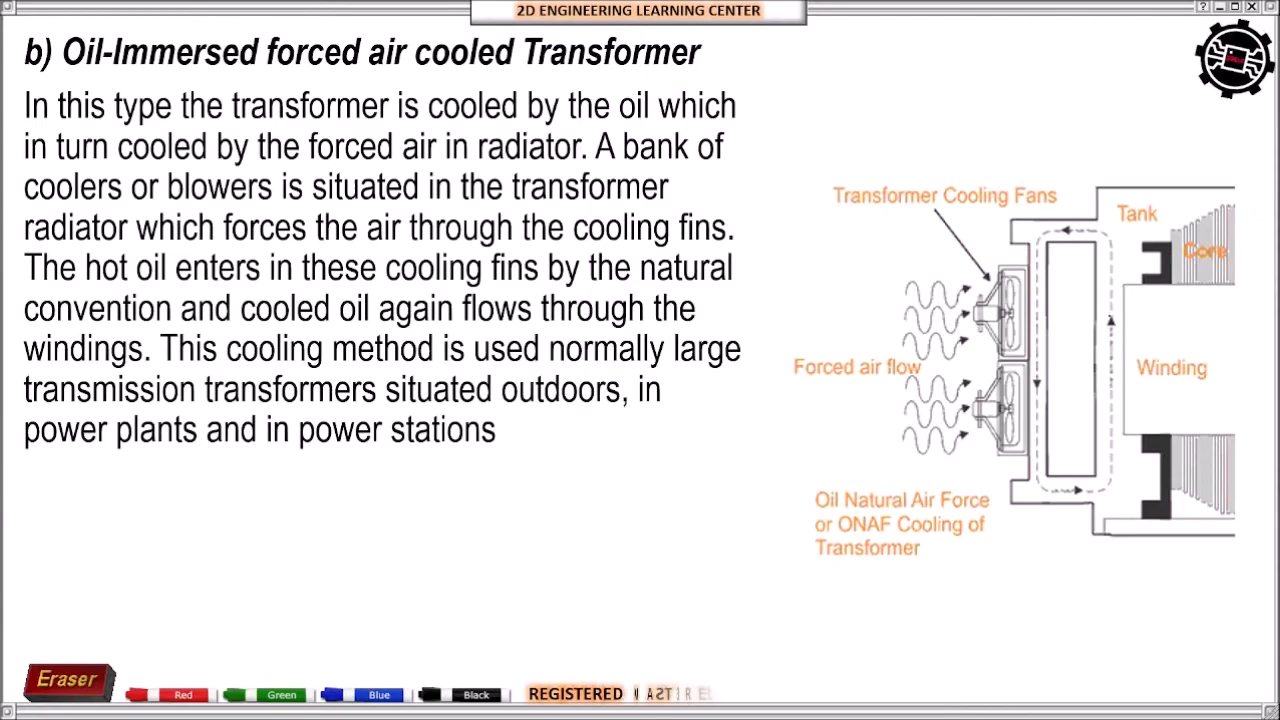 2D ENGINEERING LEARNING CENTER
b) Oil-Immersed forced air cooled Transformer
In this type the transformer is cooled by the oil which
in turn cooled by the forced air in radiator. A bank of
coolers or blowers is situated in the transformer
radiator which forces the air through the cooling fins.
The hot oil enters in these cooling fins by the natural
convention and cooled oil again flows through the
windings. This cooling method is used normally large
transmission transformers situated outdoors, in
power plants and in power stations
Transformer Cooling Fans
Tank
Core
Forced air flow
Winding
Oil Natural Air Force
or ONAF Cooling of
Transformer
Eraser
Red
Green
Blue
Black
REGISTERED